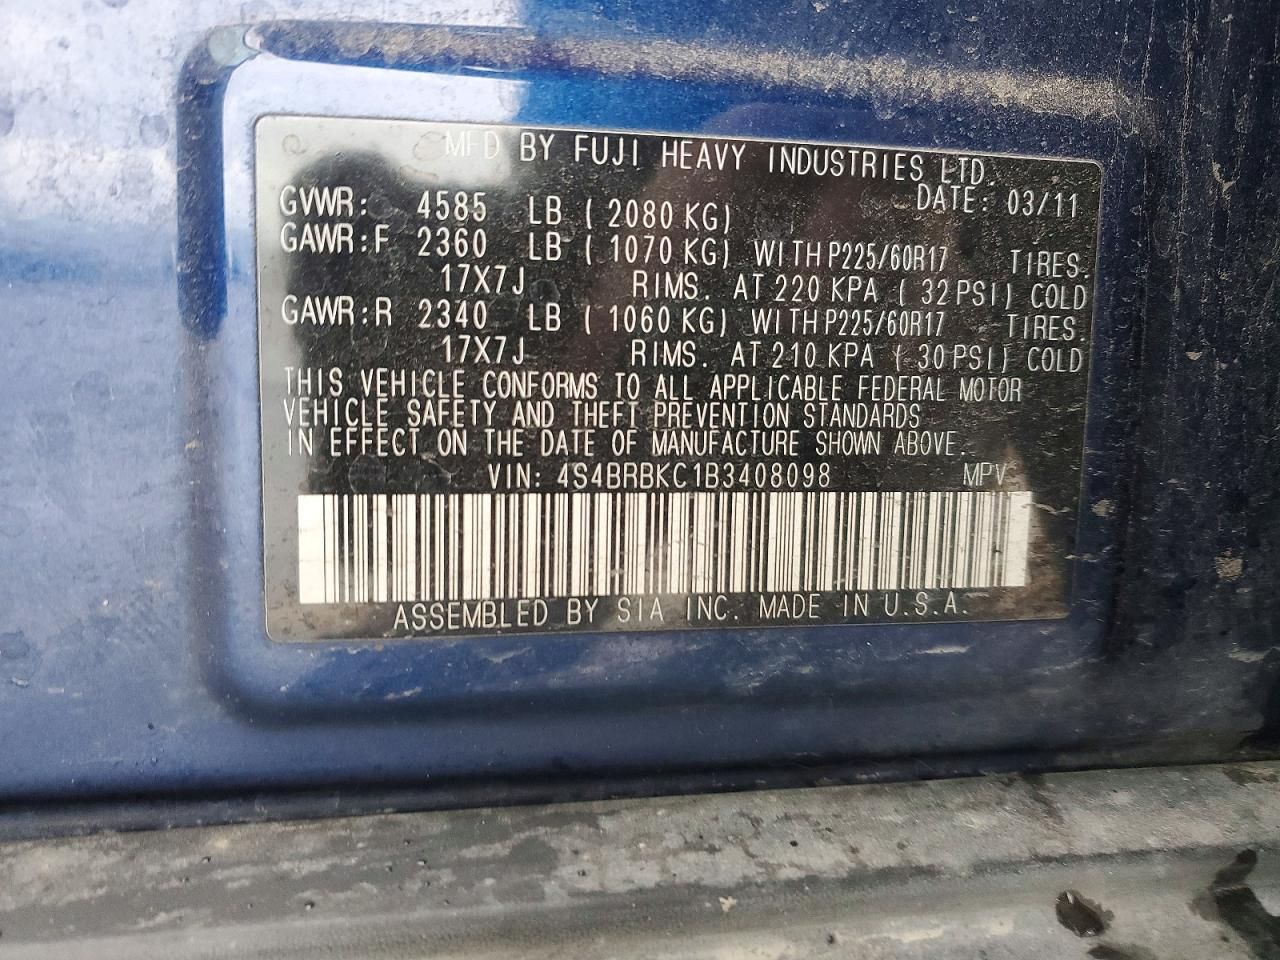 MFD BY FUJI HEAVY INDUSTRIES LTD.
DATE: 03/11
GVWR: 4585 LB (2080 KG)
GAWR:F 2360 LB (1070 KG) WITH P225/60R17 TIRES.
17X7J RIMS. AT 220 KPA (32 PSI) COLD
GAWR:R 2340 LB (1060 KG) WITH P225/60R17 TIRES.
17X7J RIMS. AT 210 KPA (30 PSI) COLD
THIS VEHICLE CONFORMS TO ALL APPLICABLE FEDERAL MOTOR
VEHICLE SAFETY AND THEFT PREVENTION STANDARDS
IN EFFECT ON THE DATE OF MANUFACTURE SHOWN ABOVE.
VIN: 4S4BRBKC1B3408098 MPV
ASSEMBLED BY SIA INC. MADE IN U.S.A.